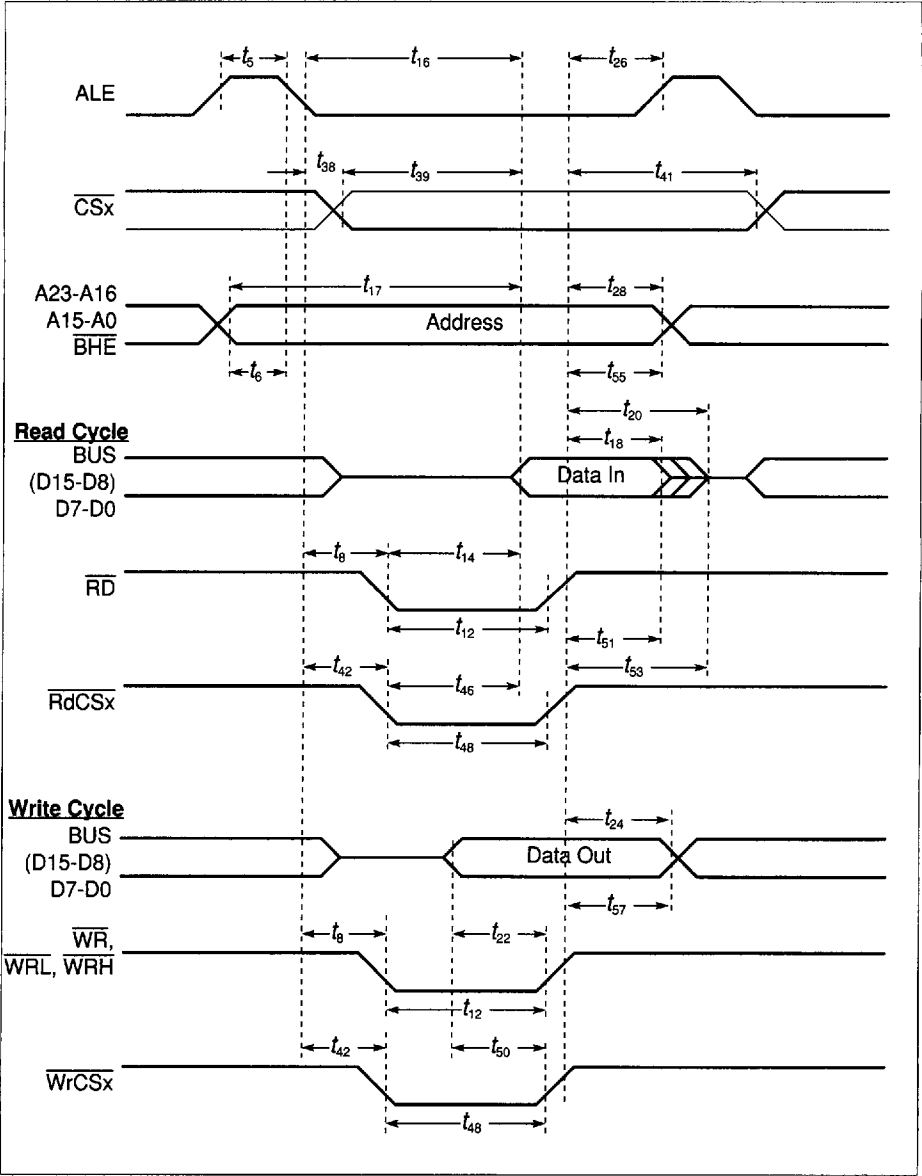 t5 t16 t26
ALE
t38 t39 t41
CSx
t17 t28
A23-A16
A15-A0
BHE
Address
t6 t55
t20
Read Cycle
t18
BUS
(D15-D8)
D7-D0
Data In
t8 t14
RD
t12
t51
t42 t46 t53
RdCSx
t48
Write Cycle
t24
BUS
(D15-D8)
D7-D0
Data Out
t57
t8 t22
WR,
WRL, WRH
t12
t42 t50
WrCSx
t48